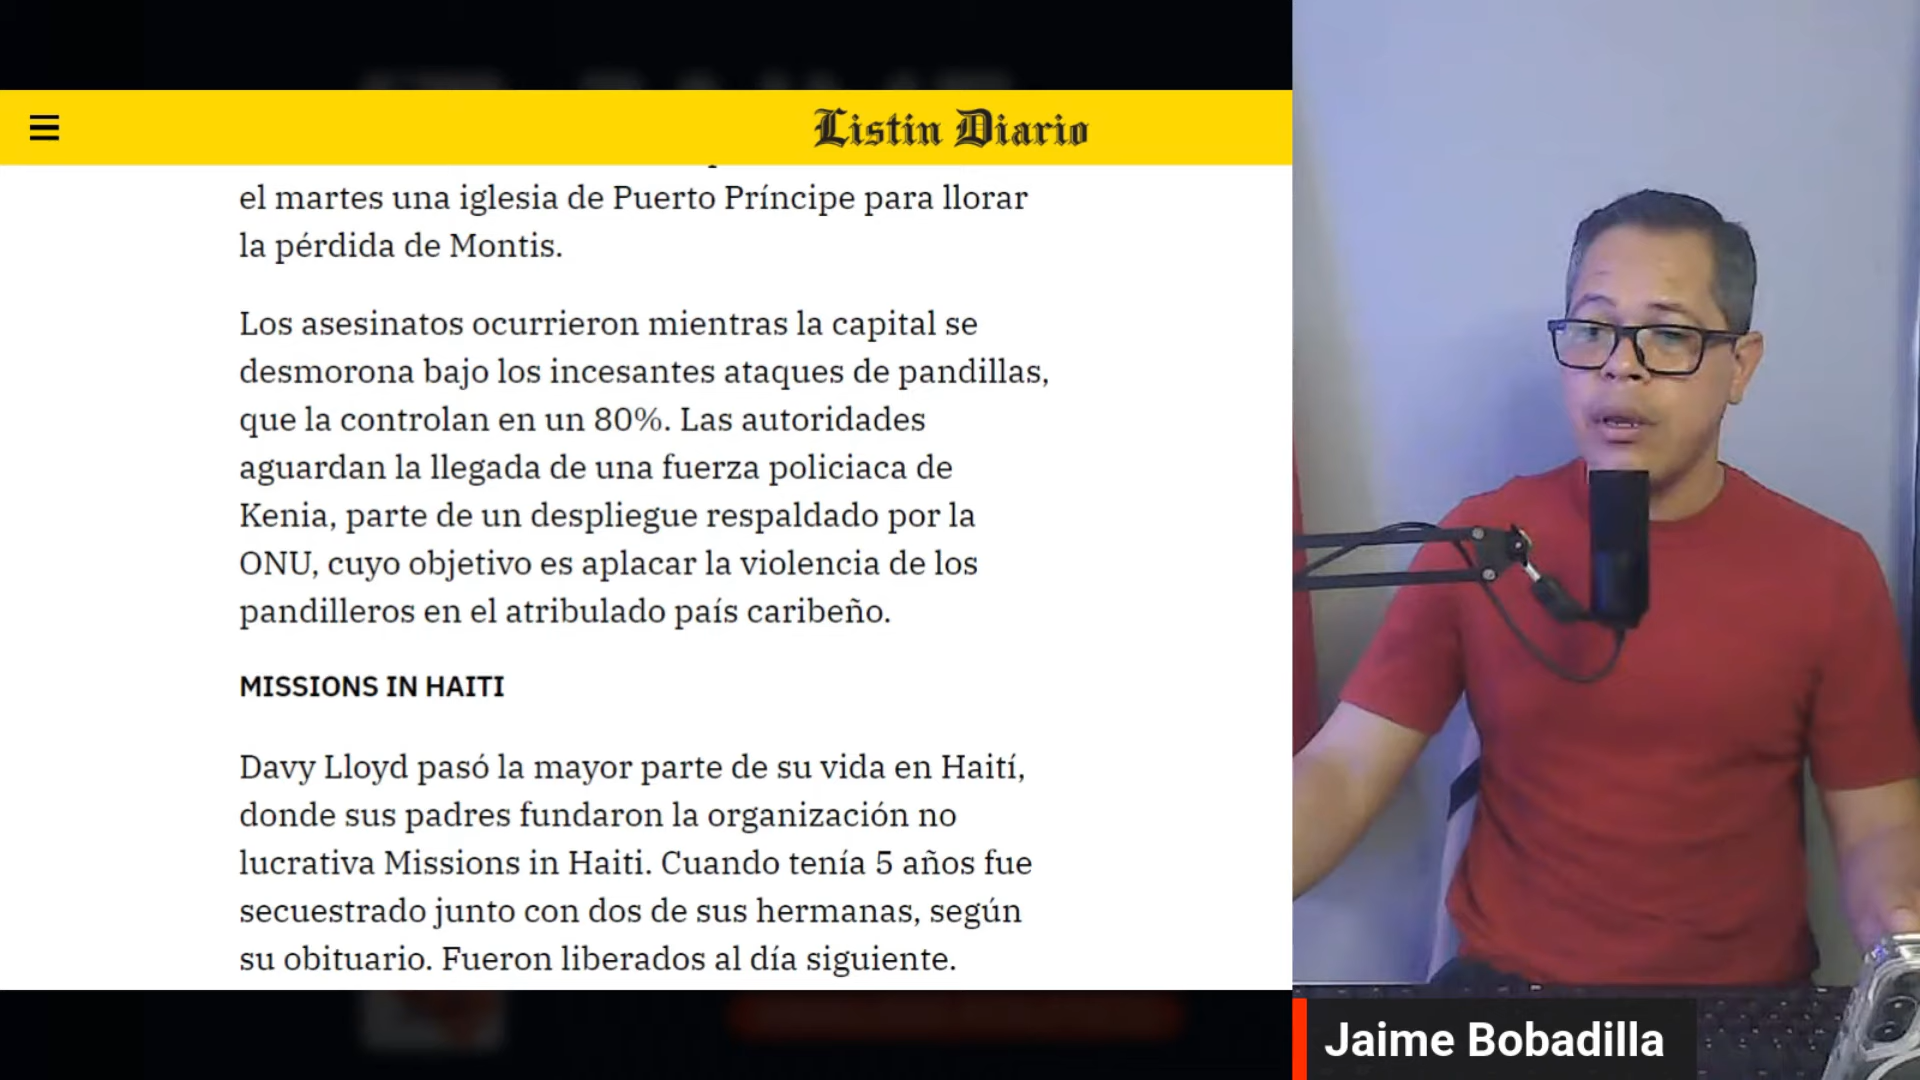 Listin Diario
el martes una iglesia de Puerto Príncipe para llorar
la pérdida de Montis.
Los asesinatos ocurrieron mientras la capital se
desmorona bajo los incesantes ataques de pandillas,
que la controlan en un 80%. Las autoridades
aguardan la llegada de una fuerza policiaca de
Kenia, parte de un despliegue respaldado por la
ONU, cuyo objetivo es aplacar la violencia de los
pandilleros en el atribulado país caribeño.
MISSIONS IN HAITI
Davy Lloyd pasó la mayor parte de su vida en Haití,
donde sus padres fundaron la organización no
lucrativa Missions in Haiti. Cuando tenía 5 años fue
secuestrado junto con dos de sus hermanas, según
su obituario. Fueron liberados al día siguiente.
Jaime Bobadilla